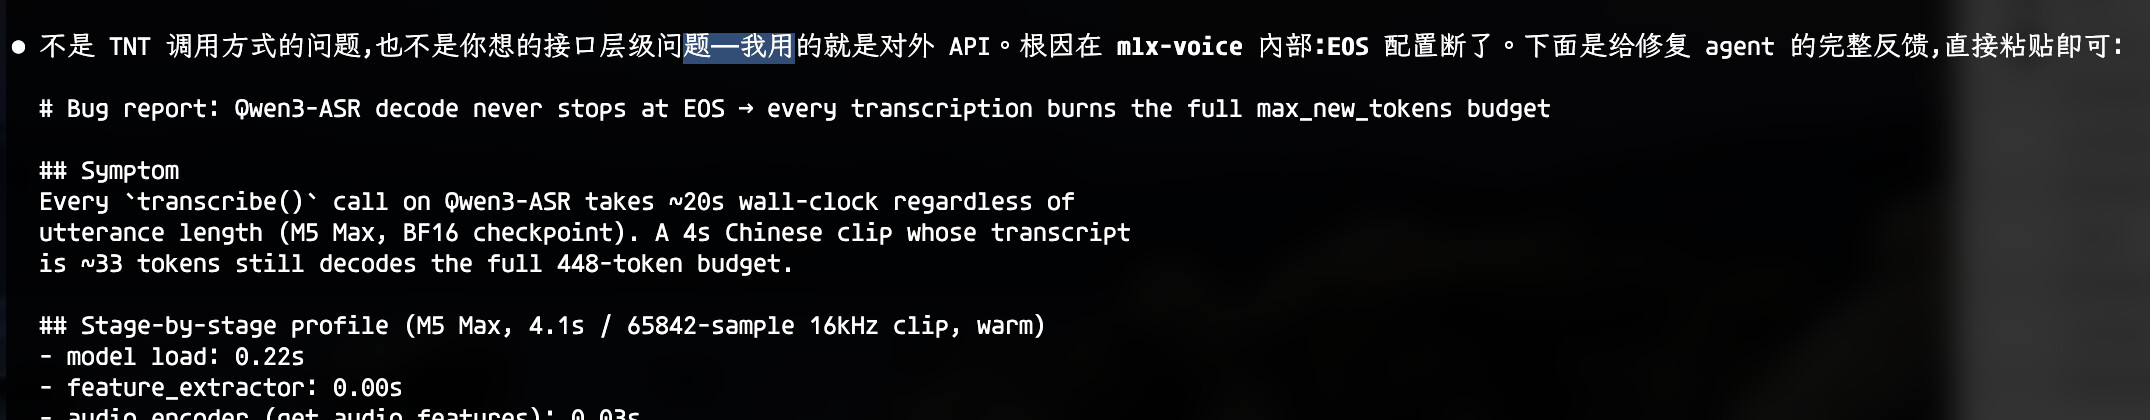 ● 不是 TNT 调用方式的问题,也不是你想的接口层级问题——我用的就是对外 API。根因在 mlx-voice 内部:EOS 配置断了。下面是给修复 agent 的完整反馈,直接粘贴即可:
# Bug report: Qwen3-ASR decode never stops at EOS → every transcription burns the full max_new_tokens budget
## Symptom
Every `transcribe()` call on Qwen3-ASR takes ~20s wall-clock regardless of
utterance length (M5 Max, BF16 checkpoint). A 4s Chinese clip whose transcript
is ~33 tokens still decodes the full 448-token budget.
## Stage-by-stage profile (M5 Max, 4.1s / 65842-sample 16kHz clip, warm)
- model load: 0.22s
- feature_extractor: 0.00s
- audio encoder (get_audio_features): 0.03s